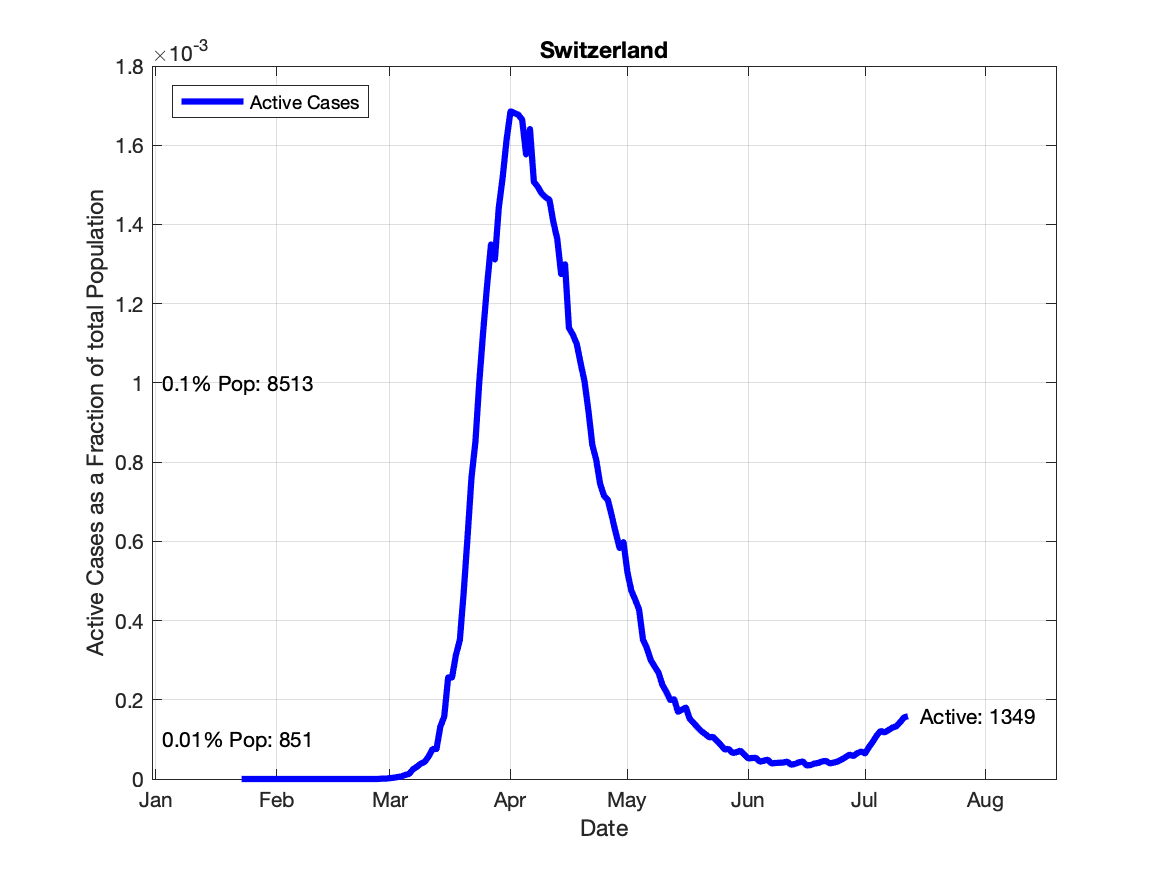 Switzerland
×10-3
Active Cases
1.8
1.6
1.4
1.2
1
0.8
0.6
0.4
0.2
0
0.1% Pop: 8513
0.01% Pop: 851
Active: 1349
Jan Feb Mar Apr May Jun Jul Aug
Date
Active Cases as a Fraction of total Population